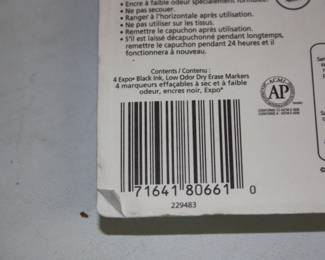 • Encre à faible odeur spécialement formulée.
• Ne pas secouer.
• Ranger à l'horizontale après utilisation.
• Ne pas utiliser sur les tissus.
• Remettre le capuchon après utilisation.
• S'il est laissé décapuchonné pendant longtemps,
remettre le capuchon pendant 24 heures et il
fonctionnera à nouveau.
Contents / Contenu :
4 Expo® Black Ink, Low Odor Dry Erase Markers
4 marqueurs effaçables à sec et à faible
odeur, encres noir, Expo®
ACMI
AP
71641 80661 0
229483